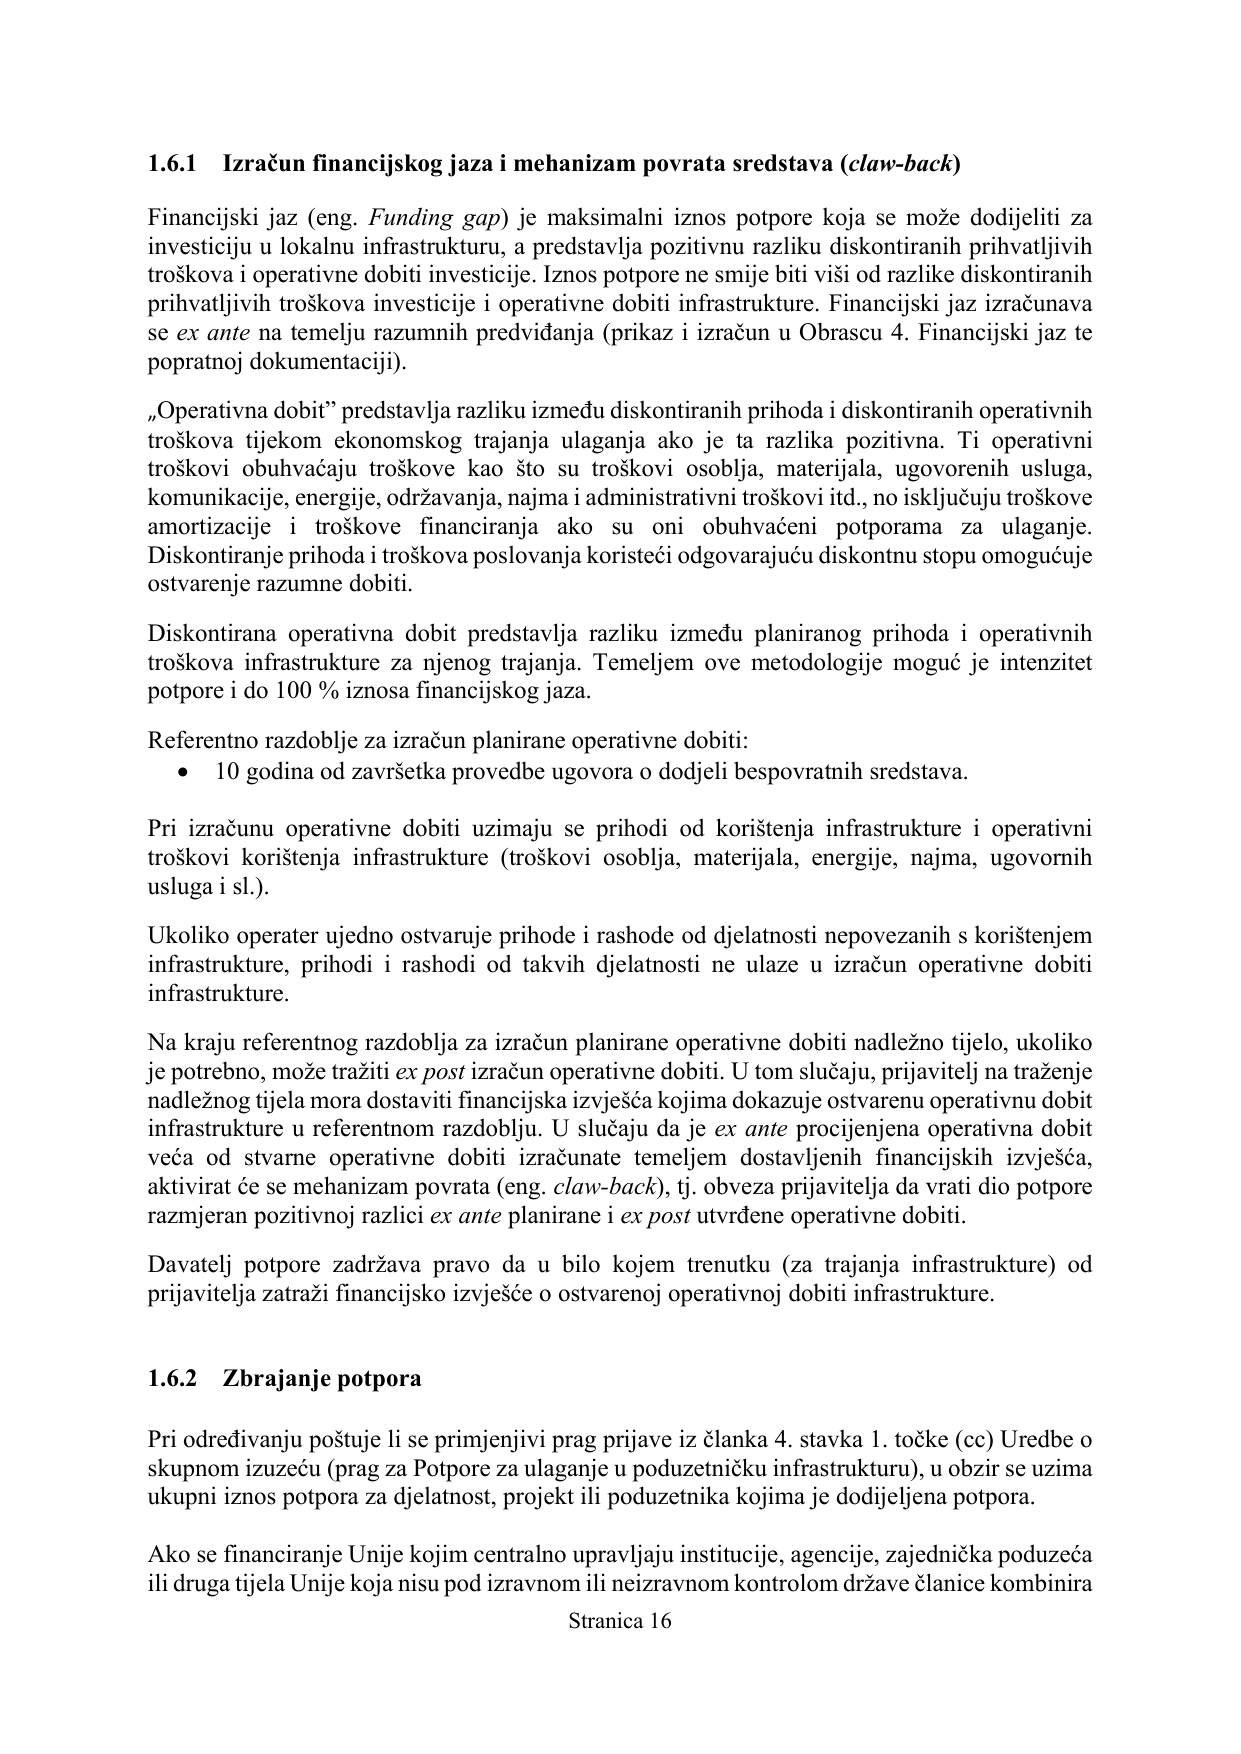 1.6.1 Izračun financijskog jaza i mehanizam povrata sredstava (claw-back)
Financijski jaz (eng. Funding gap) je maksimalni iznos potpore koja se može dodijeliti za
investiciju u lokalnu infrastrukturu, a predstavlja pozitivnu razliku diskontiranih prihvatljivih
troškova i operativne dobiti investicije. Iznos potpore ne smije biti viši od razlike diskontiranih
prihvatljivih troškova investicije i operativne dobiti infrastrukture. Financijski jaz izračunava
se ex ante na temelju razumnih predviđanja (prikaz i izračun u Obrascu 4. Financijski jaz te
popratnoj dokumentaciji).
„Operativna dobit” predstavlja razliku između diskontiranih prihoda i diskontiranih operativnih
troškova tijekom ekonomskog trajanja ulaganja ako je ta razlika pozitivna. Ti operativni
troškovi obuhvaćaju troškove kao što su troškovi osoblja, materijala, ugovorenih usluga,
komunikacije, energije, održavanja, najma i administrativni troškovi itd., no isključuju troškove
amortizacije i troškove financiranja ako su oni obuhvaćeni potporama za ulaganje.
Diskontiranje prihoda i troškova poslovanja koristeći odgovarajuću diskontnu stopu omogućuje
ostvarenje razumne dobiti.
Diskontirana operativna dobit predstavlja razliku između planiranog prihoda i operativnih
troškova infrastrukture za njenog trajanja. Temeljem ove metodologije moguć je intenzitet
potpore i do 100 % iznosa financijskog jaza.
Referentno razdoblje za izračun planirane operativne dobiti:
• 10 godina od završetka provedbe ugovora o dodjeli bespovratnih sredstava.
Pri izračunu operativne dobiti uzimaju se prihodi od korištenja infrastrukture i operativni
troškovi korištenja infrastrukture (troškovi osoblja, materijala, energije, najma, ugovornih
usluga i sl.).
Ukoliko operater ujedno ostvaruje prihode i rashode od djelatnosti nepovezanih s korištenjem
infrastrukture, prihodi i rashodi od takvih djelatnosti ne ulaze u izračun operativne dobiti
infrastrukture.
Na kraju referentnog razdoblja za izračun planirane operativne dobiti nadležno tijelo, ukoliko
je potrebno, može tražiti ex post izračun operativne dobiti. U tom slučaju, prijavitelj na traženje
nadležnog tijela mora dostaviti financijska izvješća kojima dokazuje ostvarenu operativnu dobit
infrastrukture u referentnom razdoblju. U slučaju da je ex ante procijenjena operativna dobit
veća od stvarne operativne dobiti izračunate temeljem dostavljenih financijskih izvješća,
aktivirat će se mehanizam povrata (eng. claw-back), tj. obveza prijavitelja da vrati dio potpore
razmjeran pozitivnoj razlici ex ante planirane i ex post utvrđene operativne dobiti.
Davatelj potpore zadržava pravo da u bilo kojem trenutku (za trajanja infrastrukture) od
prijavitelja zatraži financijsko izvješće o ostvarenoj operativnoj dobiti infrastrukture.
1.6.2 Zbrajanje potpora
Pri određivanju poštuje li se primjenjivi prag prijave iz članka 4. stavka 1. točke (cc) Uredbe o
skupnom izuzeću (prag za Potpore za ulaganje u poduzetničku infrastrukturu), u obzir se uzima
ukupni iznos potpora za djelatnost, projekt ili poduzetnika kojima je dodijeljena potpora.
Ako se financiranje Unije kojim centralno upravljaju institucije, agencije, zajednička poduzeća
ili druga tijela Unije koja nisu pod izravnom ili neizravnom kontrolom države članice kombinira
Stranica 16